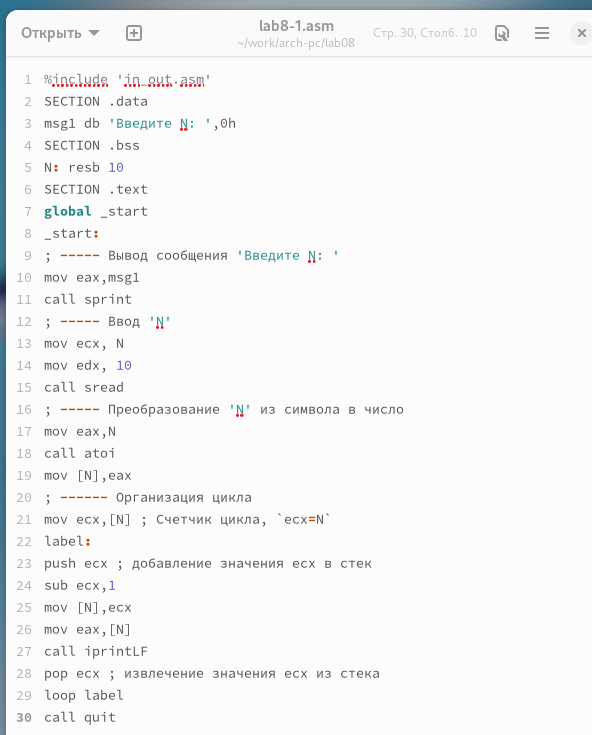 Открыть
lab8-1.asm
~/work/arch-pc/lab08
Стр. 30, Столб. 10
1 %include 'in_out.asm'
2 SECTION .data
3 msg1 db 'Введите N: ',0h
4 SECTION .bss
5 N: resb 10
6 SECTION .text
7 global _start
8 _start:
9 ; ----- Вывод сообщения 'Введите N: '
10 mov eax,msg1
11 call sprint
12 ; ----- Ввод 'N'
13 mov ecx, N
14 mov edx, 10
15 call sread
16 ; ----- Преобразование 'N' из символа в число
17 mov eax,N
18 call atoi
19 mov [N],eax
20 ; ------ Организация цикла
21 mov ecx,[N] ; Счетчик цикла, `ecx=N`
22 label:
23 push ecx ; добавление значения ecx в стек
24 sub ecx,1
25 mov [N],ecx
26 mov eax,[N]
27 call iprintLF
28 pop ecx ; извлечение значения ecx из стека
29 loop label
30 call quit